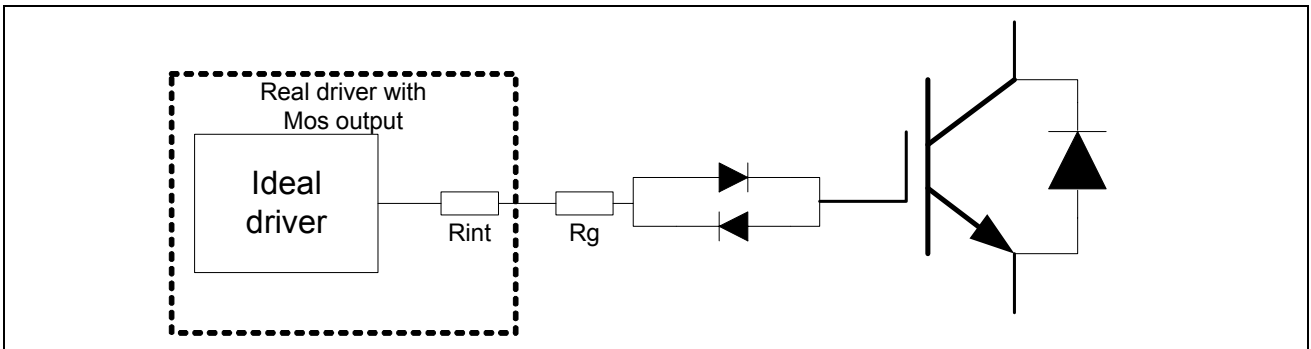 Real driver with
Mos output
Ideal
driver
Rint
Rg